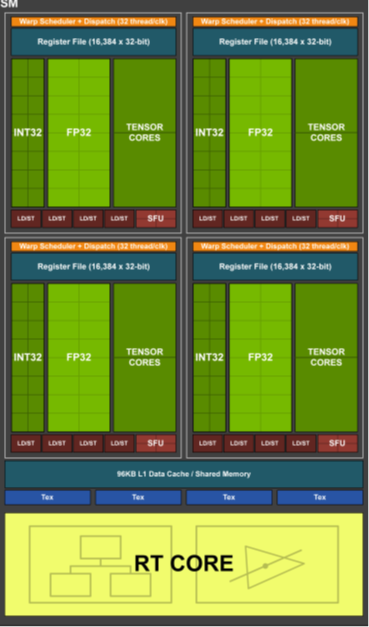 SM
Warp Scheduler + Dispatch (32 thread/clk) Warp Scheduler + Dispatch (32 thread/clk)
Register File (16,384 x 32-bit) Register File (16,384 x 32-bit)
INT32 FP32 TENSOR CORES INT32 FP32 TENSOR CORES
LD/ST LD/ST LD/ST LD/ST SFU LD/ST LD/ST LD/ST LD/ST SFU
Warp Scheduler + Dispatch (32 thread/clk) Warp Scheduler + Dispatch (32 thread/clk)
Register File (16,384 x 32-bit) Register File (16,384 x 32-bit)
INT32 FP32 TENSOR CORES INT32 FP32 TENSOR CORES
LD/ST LD/ST LD/ST LD/ST SFU LD/ST LD/ST LD/ST LD/ST SFU
96KB L1 Data Cache / Shared Memory
Tex Tex Tex Tex
RT CORE